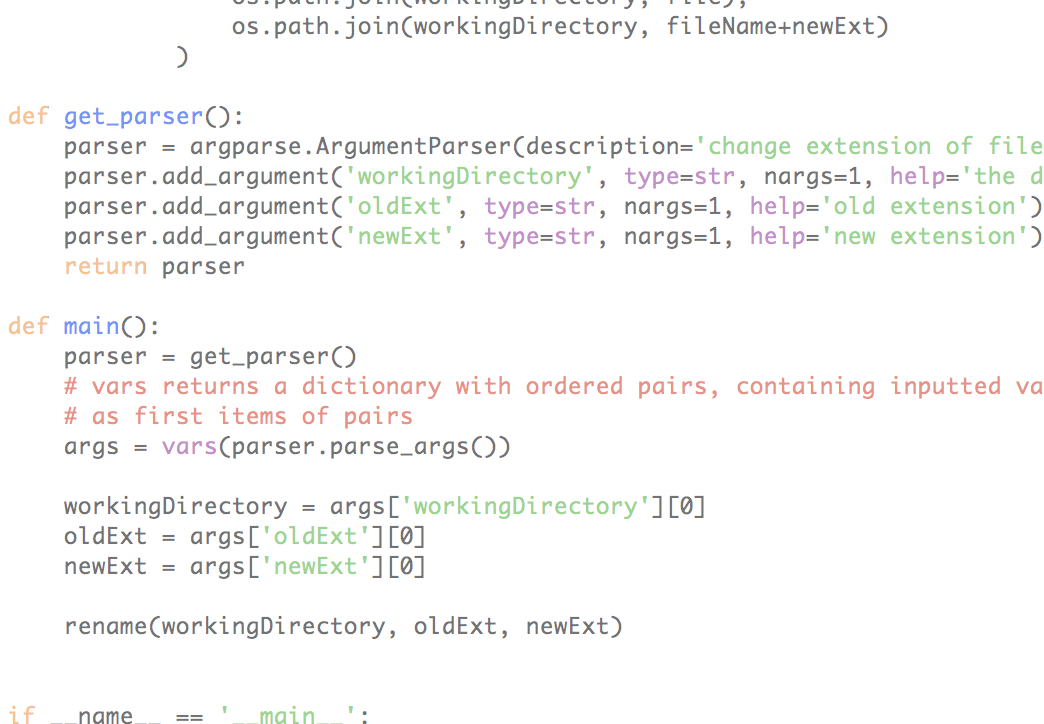 os.path.join(workingDirectory, file),
os.path.join(workingDirectory, fileName+newExt)
)
def get_parser():
parser = argparse.ArgumentParser(description='change extension of file
parser.add_argument('workingDirectory', type=str, nargs=1, help='the d
parser.add_argument('oldExt', type=str, nargs=1, help='old extension')
parser.add_argument('newExt', type=str, nargs=1, help='new extension')
return parser
def main():
parser = get_parser()
# vars returns a dictionary with ordered pairs, containing inputted va
# as first items of pairs
args = vars(parser.parse_args())
workingDirectory = args['workingDirectory'][0]
oldExt = args['oldExt'][0]
newExt = args['newExt'][0]
rename(workingDirectory, oldExt, newExt)
if __name__ == '__main__':